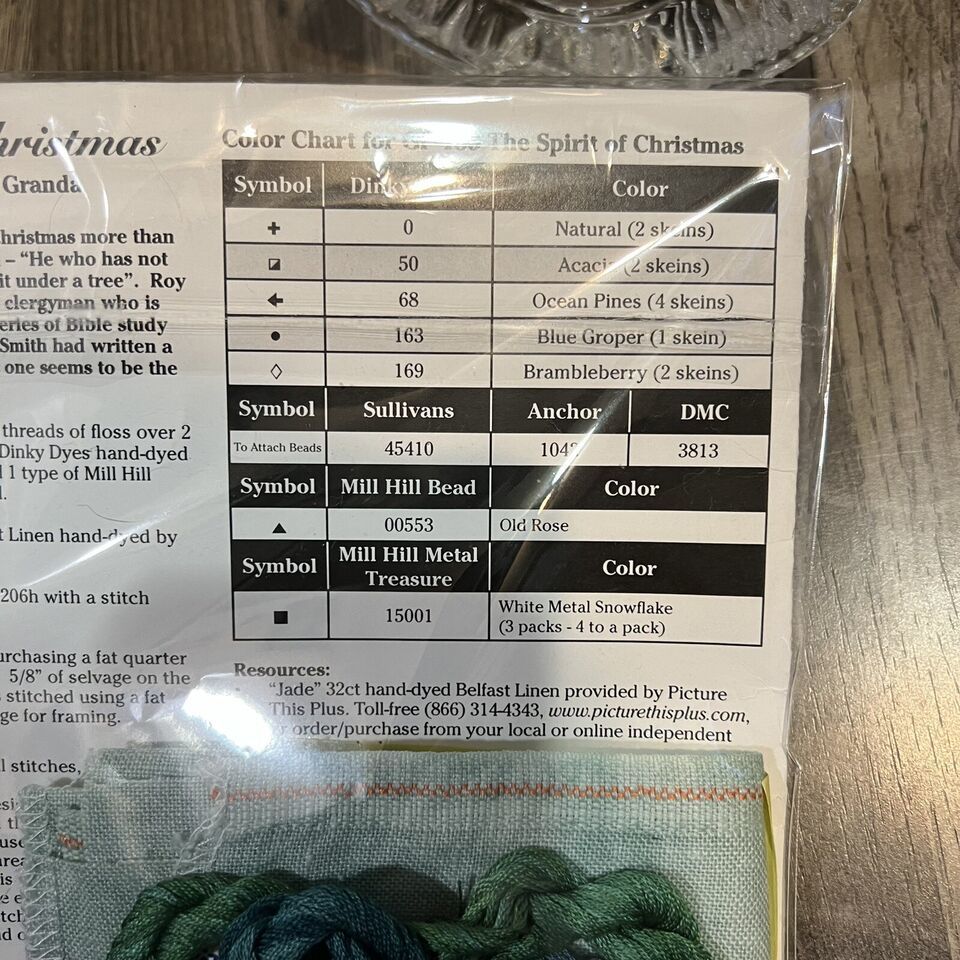 hristmas
Granda
hristmas more than
– “He who has not
it under a tree”. Roy
clergyman who is
eries of Bible study
Smith had written a
one seems to be the
threads of floss over 2
Dinky Dyes hand-dyed
1 type of Mill Hill
t Linen hand-dyed by
206h with a stitch
urchasing a fat quarter
5/8” of selvage on the
stitched using a fat
ge for framing.
l stitches,
Color Chart for The Spirit of Christmas
Symbol Color
+ 0 Natural (2 skeins)
◪ 50 Acacia (2 skeins)
🡰 68 Ocean Pines (4 skeins)
● 163 Blue Groper (1 skein)
◇ 169 Brambleberry (2 skeins)
Symbol Sullivans Anchor DMC
To Attach Beads 45410 3813
Symbol Mill Hill Bead Color
▲ 00553 Old Rose
Symbol Mill Hill Metal Treasure Color
■ 15001 White Metal Snowflake
(3 packs - 4 to a pack)
Resources:
“Jade” 32ct hand-dyed Belfast Linen provided by Picture
This Plus. Toll-free (866) 314-4343, www.picturethisplus.com,
order/purchase from your local or online independent